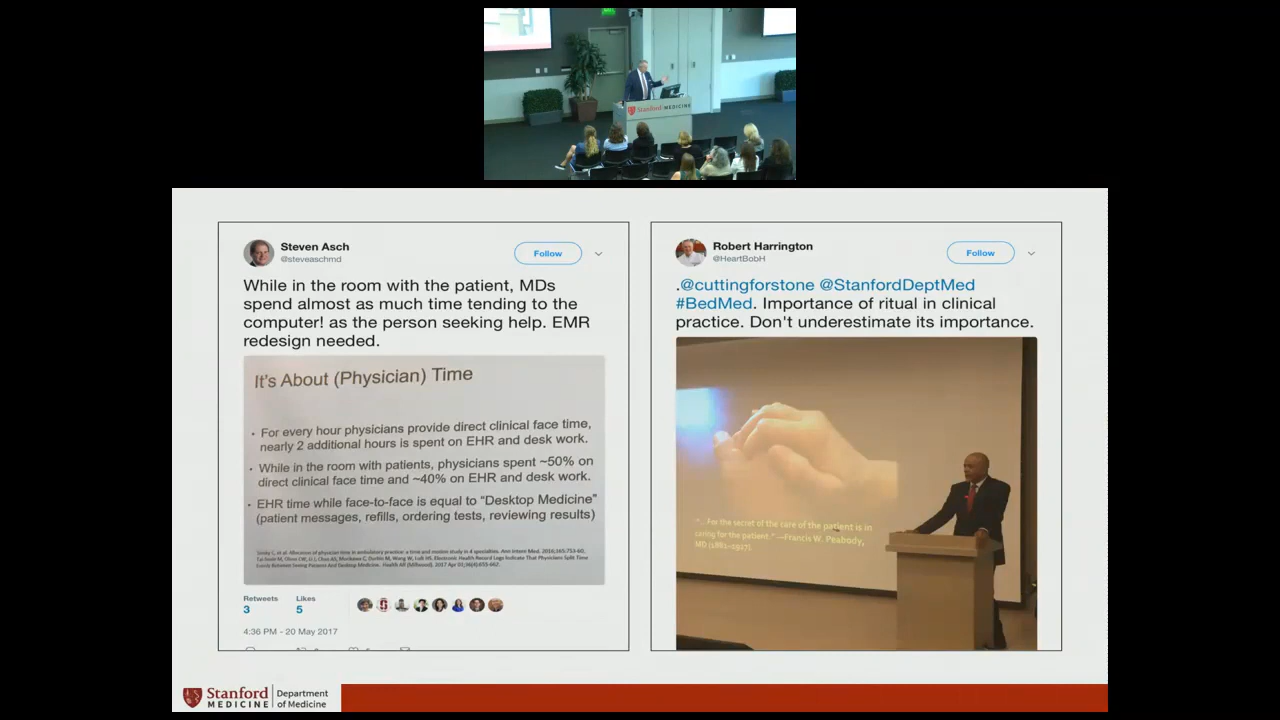 Stanford MEDICINE
Steven Asch
@steveaschmd
Follow
While in the room with the patient, MDs
spend almost as much time tending to the
computer! as the person seeking help. EMR
redesign needed.
It's About (Physician) Time
• For every hour physicians provide direct clinical face time,
nearly 2 additional hours is spent on EHR and desk work.
• While in the room with patients, physicians spent ~50% on
direct clinical face time and ~40% on EHR and desk work.
• EHR time while face-to-face is equal to "Desktop Medicine"
(patient messages, refills, ordering tests, reviewing results)
Retweets
Likes
3
5
4:36 PM - 20 May 2017
Robert Harrington
@HeartBobH
Follow
.@cuttingforstone @StanfordDeptMed
#BedMed. Importance of ritual in clinical
practice. Don't underestimate its importance.
"... For the secret of the care of the patient is in
caring for the patient." —Francis W. Peabody,
MD (1881-1927).
Stanford
MEDICINE
Department
of Medicine